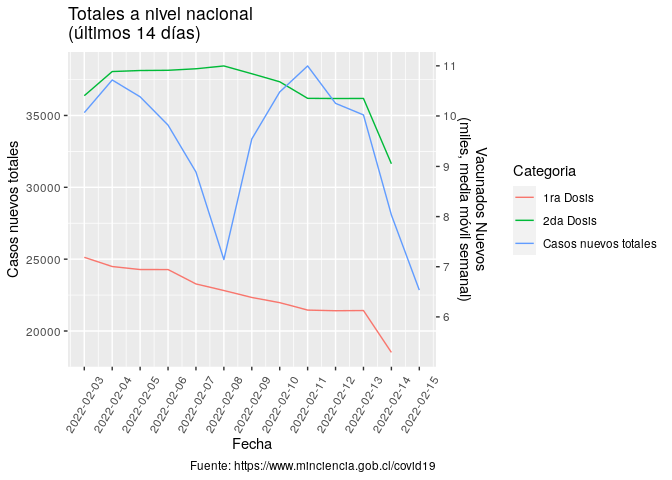 Totales a nivel nacional
(últimos 14 días)
Casos nuevos totales
35000
30000
25000
20000
11
10
9
8
7
6
Vacunados Nuevos
(miles, media móvil semanal)
2022-02-03
2022-02-04
2022-02-05
2022-02-06
2022-02-07
2022-02-08
2022-02-09
2022-02-10
2022-02-11
2022-02-12
2022-02-13
2022-02-14
2022-02-15
Fecha
Categoria
1ra Dosis
2da Dosis
Casos nuevos totales
Fuente: https://www.minciencia.gob.cl/covid19